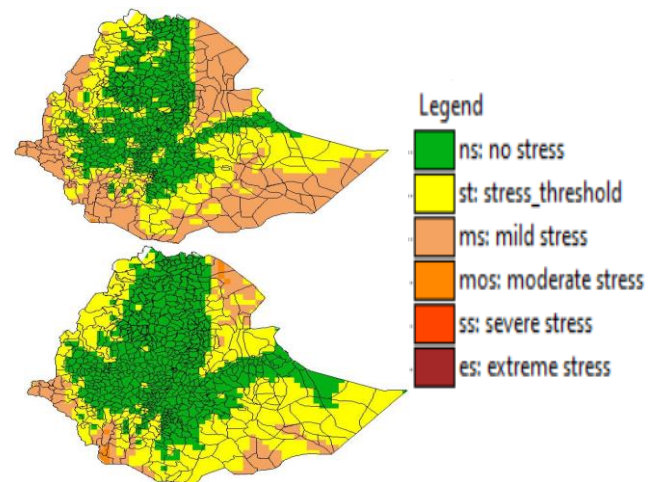 Legend
ns: no stress
st: stress_threshold
ms: mild stress
mos: moderate stress
ss: severe stress
es: extreme stress